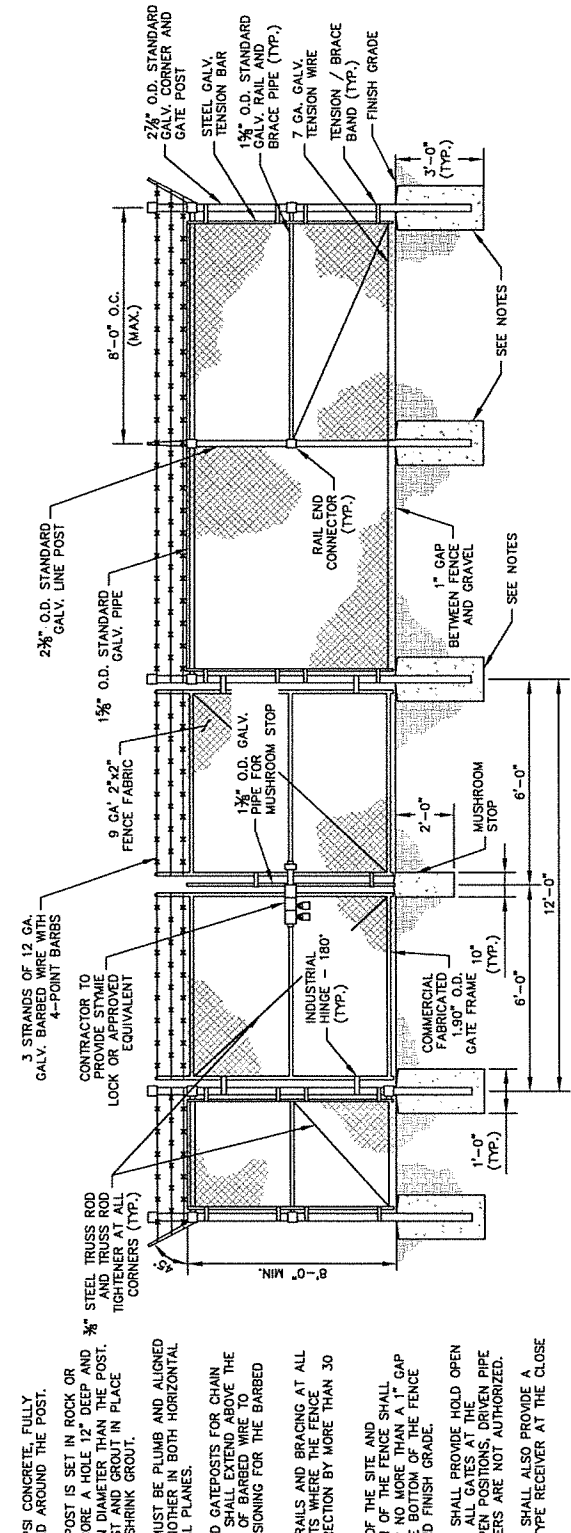 3 STRANDS OF 12 GA.
GALV. BARBED WIRE WITH
4-POINT BARBS
CONTRACTOR TO
PROVIDE STYMIE
LOCK OR APPROVED
EQUIVALENT
9 GA' 2"x2"
FENCE FABRIC
1⅝" O.D. STANDARD
GALV. PIPE
2⅜" O.D. STANDARD
GALV. LINE POST
8'-0" O.C.
(MAX.)
2⅞" O.D. STANDARD
GALV. CORNER AND
GATE POST
STEEL GALV.
TENSION BAR
1⅝" O.D. STANDARD
GALV. RAIL AND
BRACE PIPE (TYP.)
7 GA. GALV.
TENSION WIRE
TENSION / BRACE
BAND (TYP.)
FINISH GRADE
3'-0"
(TYP.)
⅜" STEEL TRUSS ROD
AND TRUSS ROD
TIGHTENER AT ALL
CORNERS (TYP.)
45°
8'-0" MIN.
INDUSTRIAL
HINGE - 180°
(TYP.)
1⅜" O.D. GALV.
PIPE FOR
MUSHROOM STOP
RAIL END
CONNECTOR
(TYP.)
COMMERCIAL
FABRICATED
1.90" O.D.
GATE FRAME
1" GAP
BETWEEN FENCE
AND GRAVEL
SEE NOTES
SEE NOTES
2'-0"
MUSHROOM
STOP
10"
(TYP.)
1'-0"
(TYP.)
6'-0"
6'-0"
12'-0"
PSI CONCRETE, FULLY
D AROUND THE POST.
POST IS SET IN ROCK OR
ORE A HOLE 12" DEEP AND
N DIAMETER THAN THE POST.
ST AND GROUT IN PLACE
SHRINK GROUT.
MUST BE PLUMB AND ALIGNED
NOTHER IN BOTH HORIZONTAL
L PLANES.
D GATEPOSTS FOR CHAIN
SHALL EXTEND ABOVE THE
OF BARBED WIRE TO
SIONING FOR THE BARBED
RAILS AND BRACING AT ALL
TS WHERE THE FENCE
RECTION BY MORE THAN 30
OF THE SITE AND
N OF THE FENCE SHALL
NO MORE THAN A 1" GAP
E BOTTOM OF THE FENCE
D FINISH GRADE.
SHALL PROVIDE HOLD OPEN
ALL GATES AT THE
EN POSITIONS, DRIVEN PIPE
ERS ARE NOT AUTHORIZED.
SHALL ALSO PROVIDE A
TYPE RECEIVER AT THE CLOSE